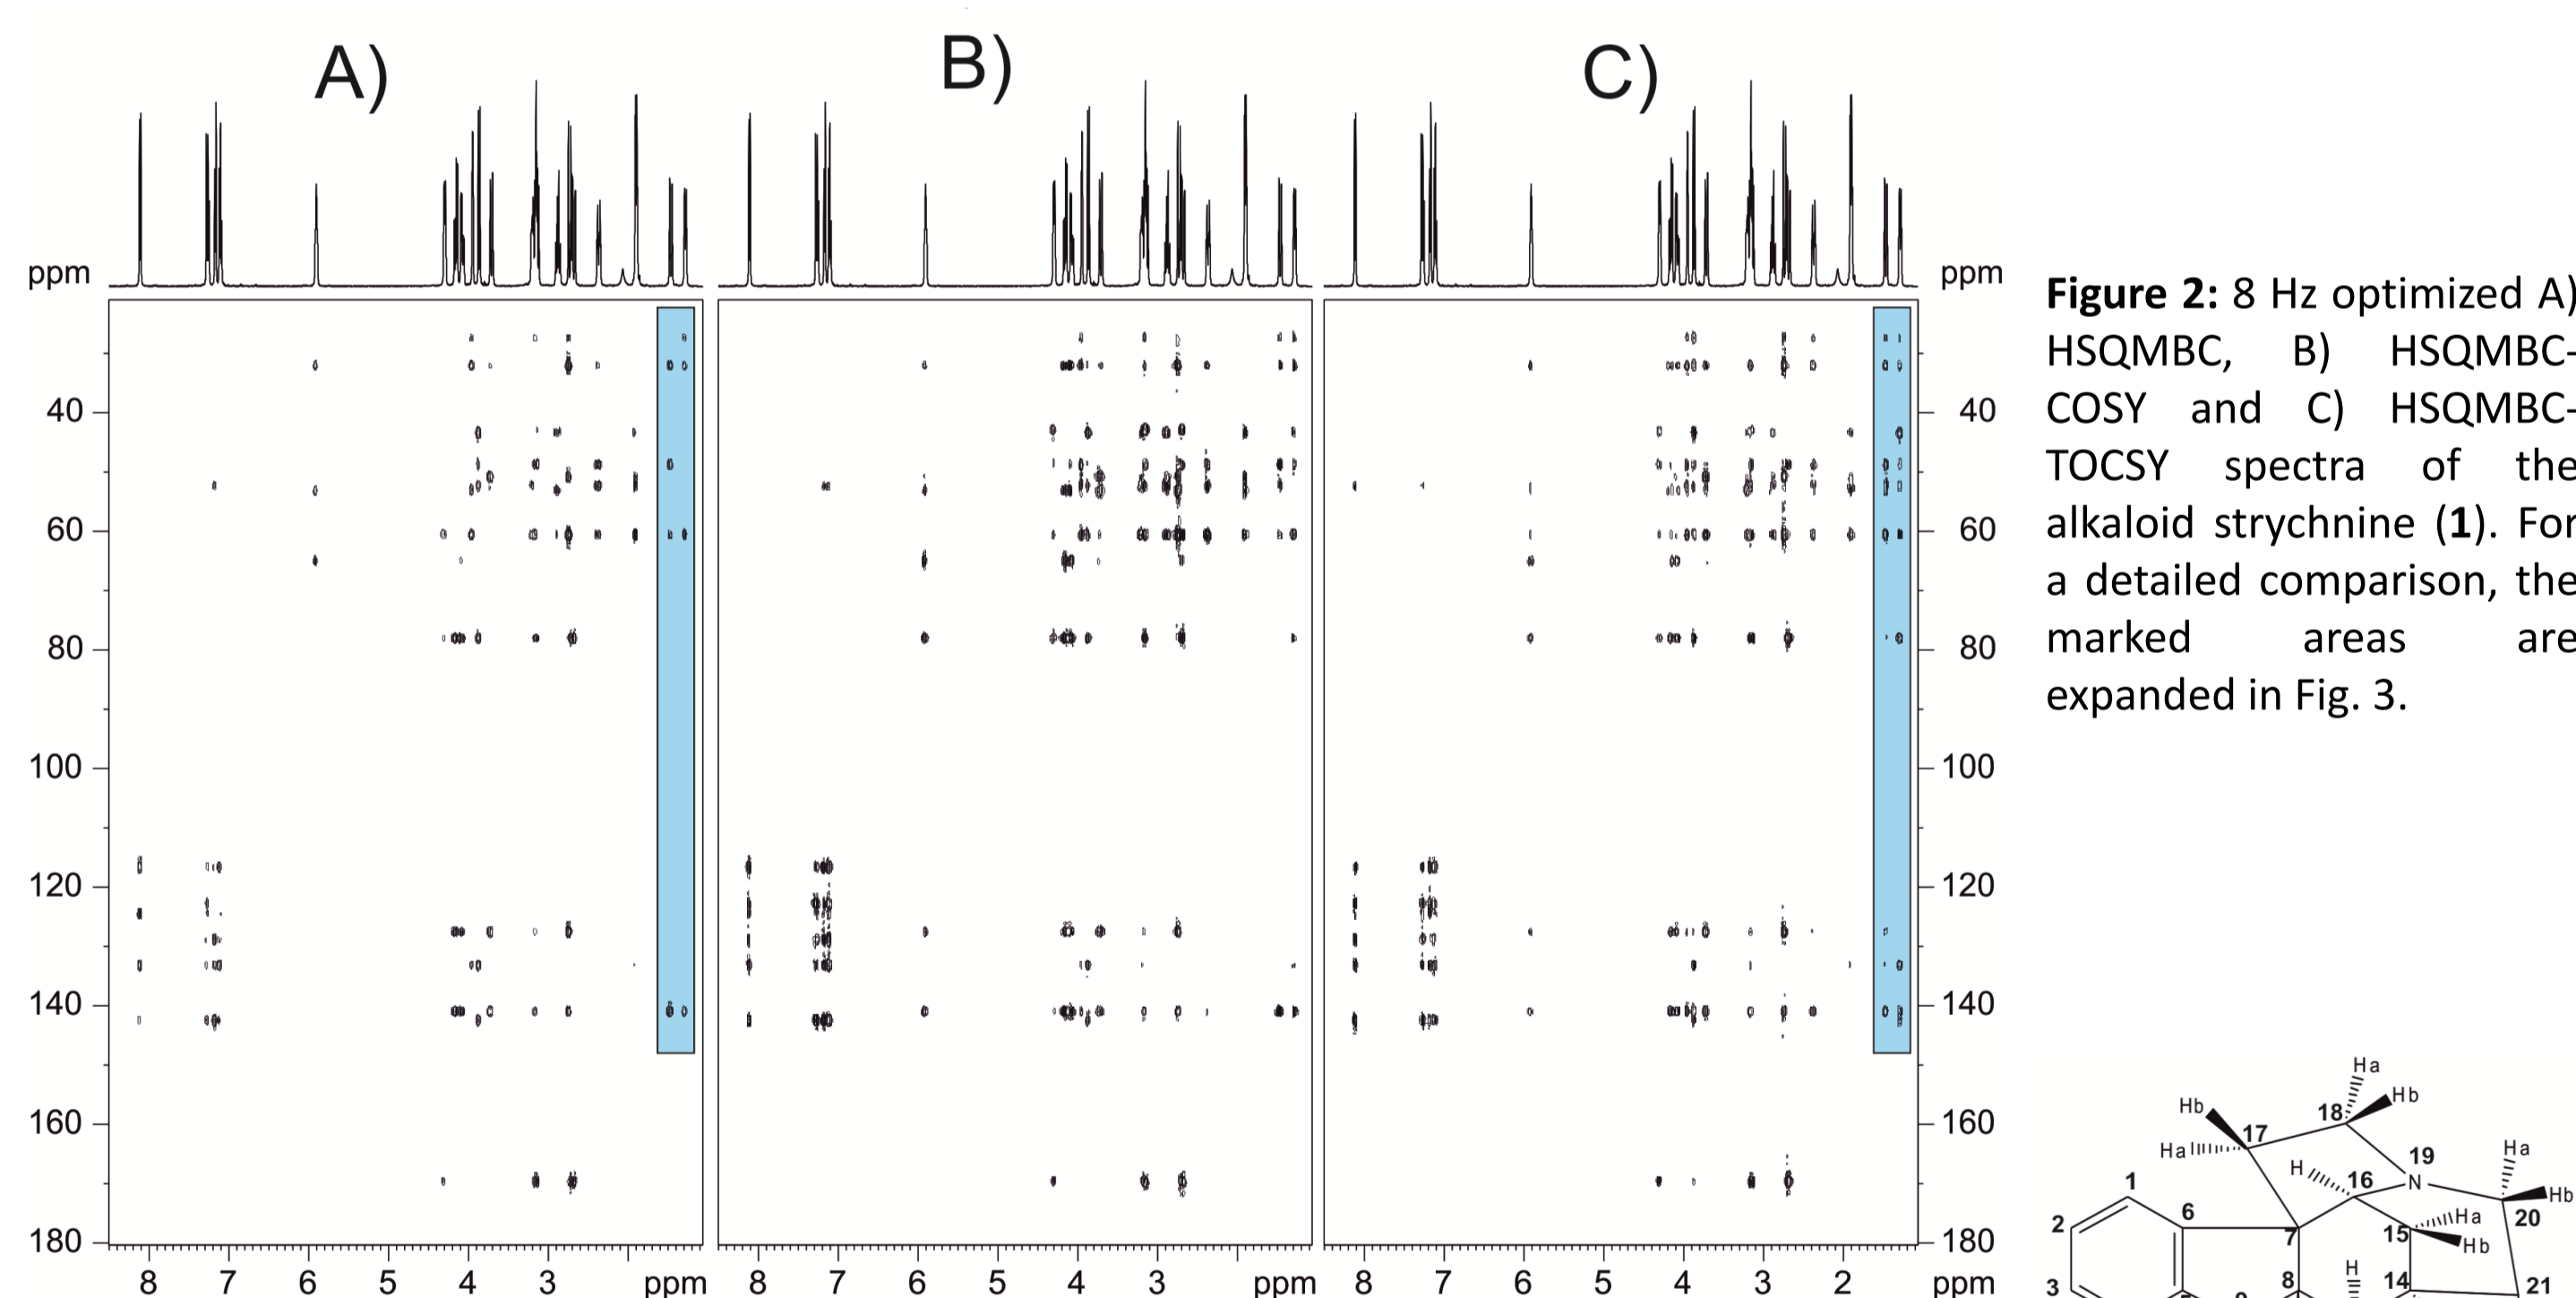 A)
B)
C)
ppm
ppm
40
60
80
100
120
140
160
180
40
60
80
100
120
140
160
180
8 7 6 5 4 3 ppm
8 7 6 5 4 3 ppm
8 7 6 5 4 3 2 ppm
Figure 2: 8 Hz optimized A)
HSQMBC, B) HSQMBC-
COSY and C) HSQMBC-
TOCSY spectra of the
alkaloid strychnine (1). For
a detailed comparison, the
marked areas are
expanded in Fig. 3.
Ha
Hb
18
Hb
17
Ha
19
N
H
16
Ha
Hb
20
1
6
2
7
15
Ha
Hb
H
3
8
14
21